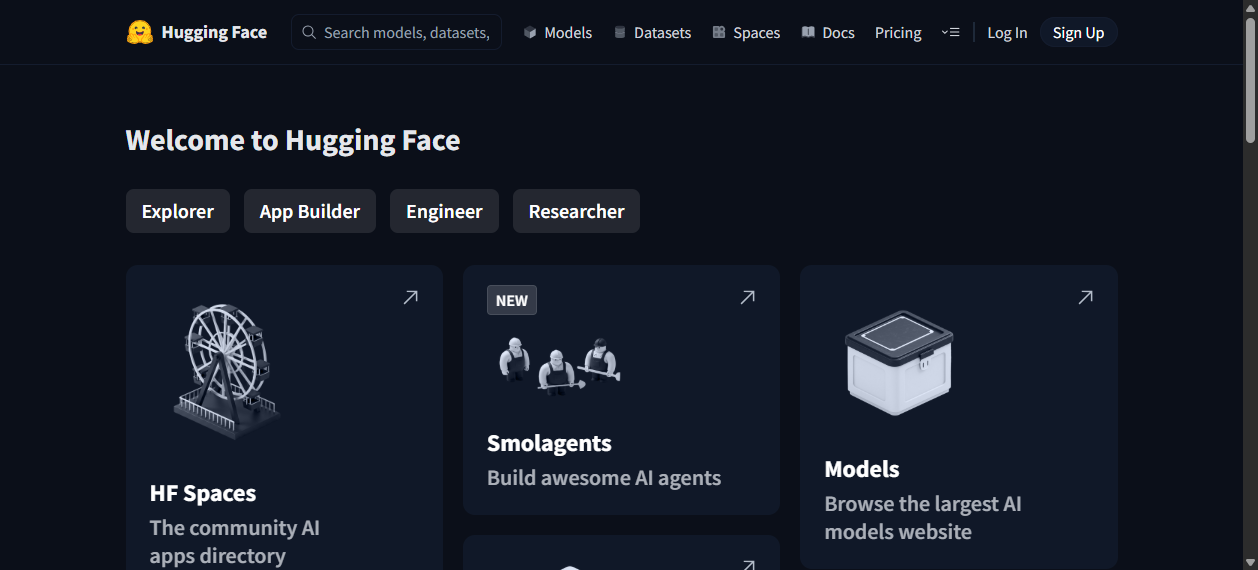 Hugging Face
Search models, datasets,
Models
Datasets
Spaces
Docs
Pricing
Log In
Sign Up
Welcome to Hugging Face
Explorer
App Builder
Engineer
Researcher
HF Spaces
The community AI
apps directory
NEW
Smolagents
Build awesome AI agents
Models
Browse the largest AI
models website